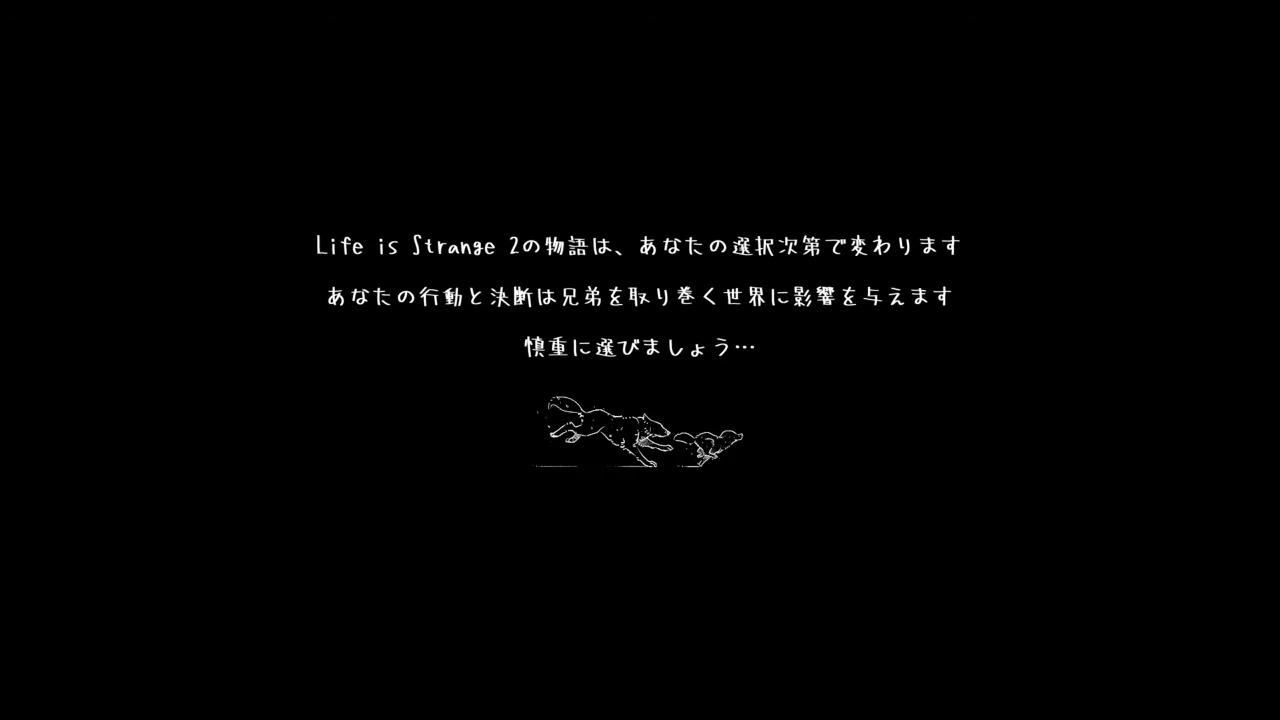 Life is Strange 2の物語は、あなたの選択次第で変わります
あなたの行動と決断は兄弟を取り巻く世界に影響を与えます
慎重に選びましょう…